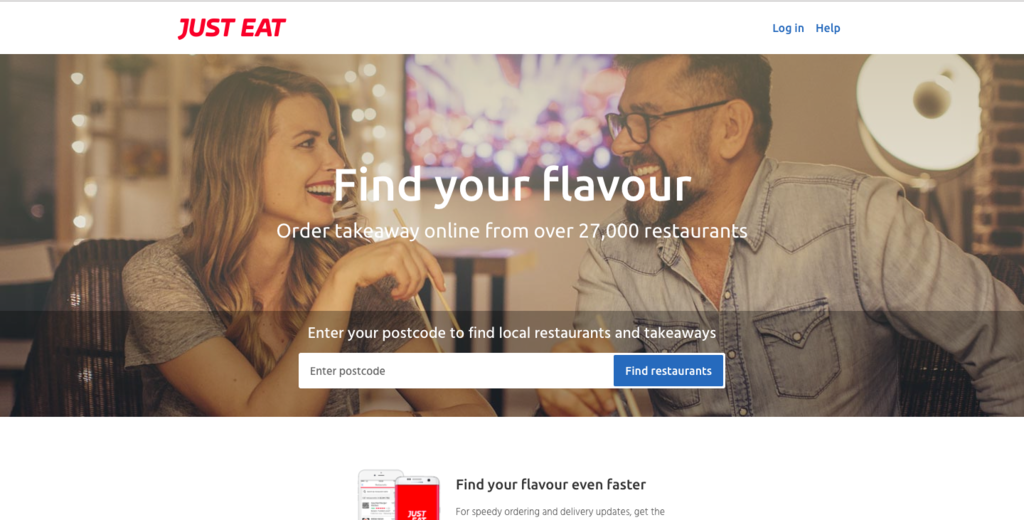 JUST EAT
Log in
Help
Find your flavour
Order takeaway online from over 27,000 restaurants
Enter your postcode to find local restaurants and takeaways
Enter postcode
Find restaurants
Find your flavour even faster
For speedy ordering and delivery updates, get the
JUST
EAT